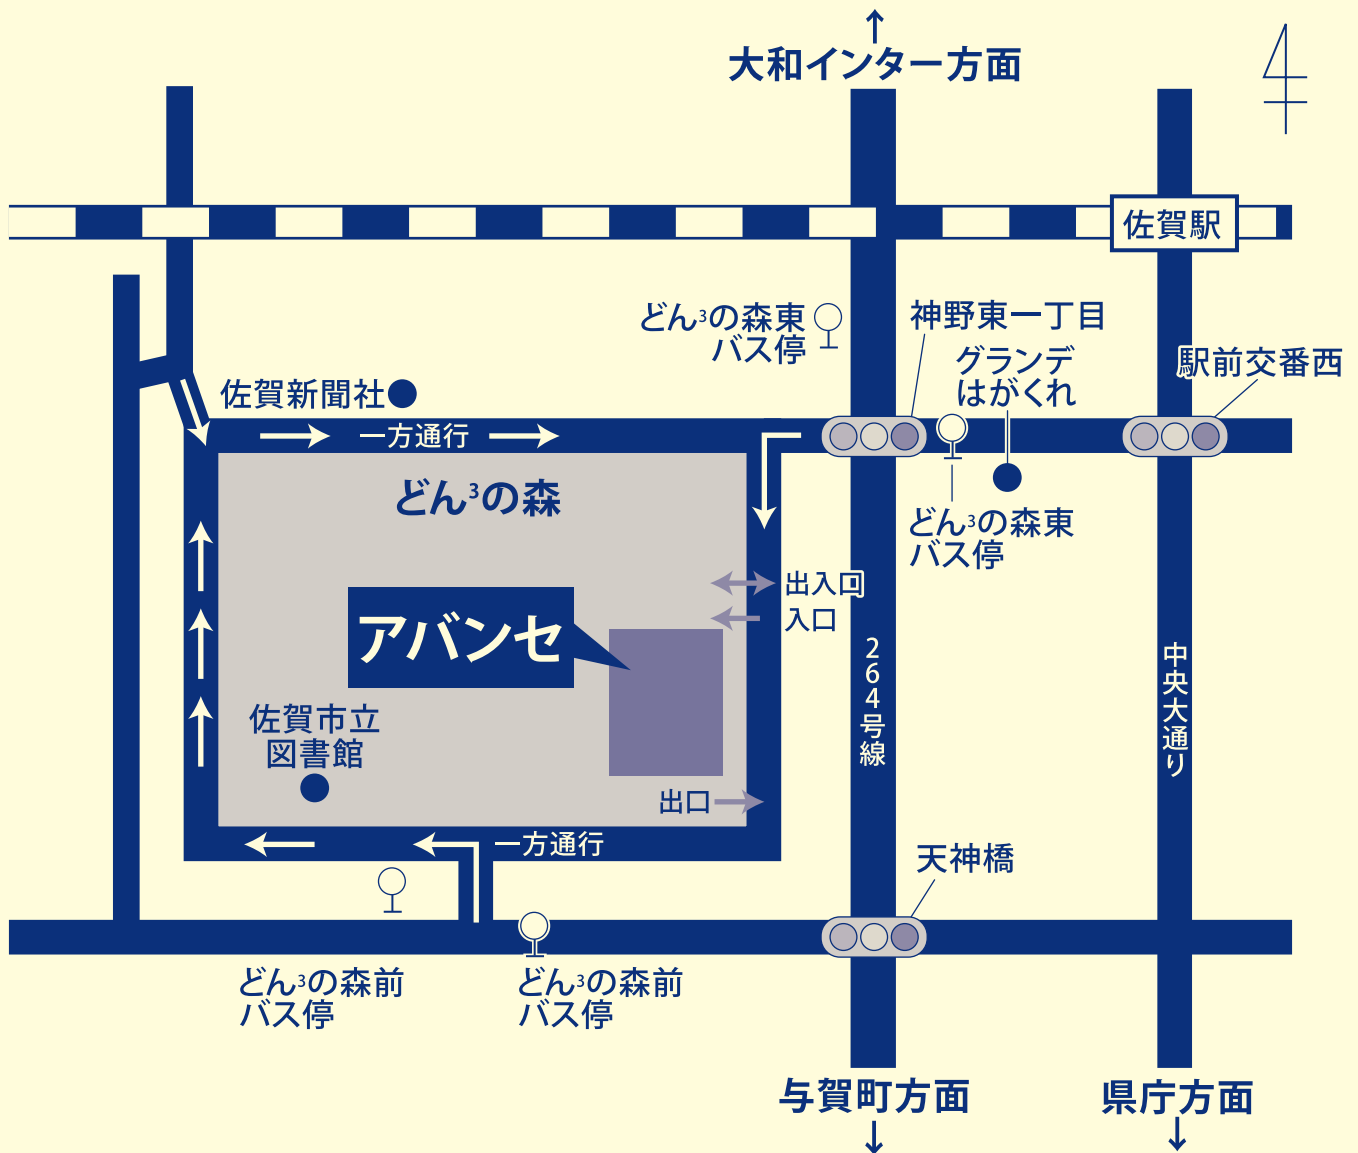 大和インター方面
佐賀駅
どん³の森東
バス停
神野東一丁目
グランデ
はがくれ
駅前交番西
佐賀新聞社
一方通行
どん³の森
どん³の森東
バス停
出入口
入口
アバンセ
264号線
中央大通り
佐賀市立
図書館
出口
一方通行
天神橋
どん³の森前
バス停
どん³の森前
バス停
与賀町方面
県庁方面